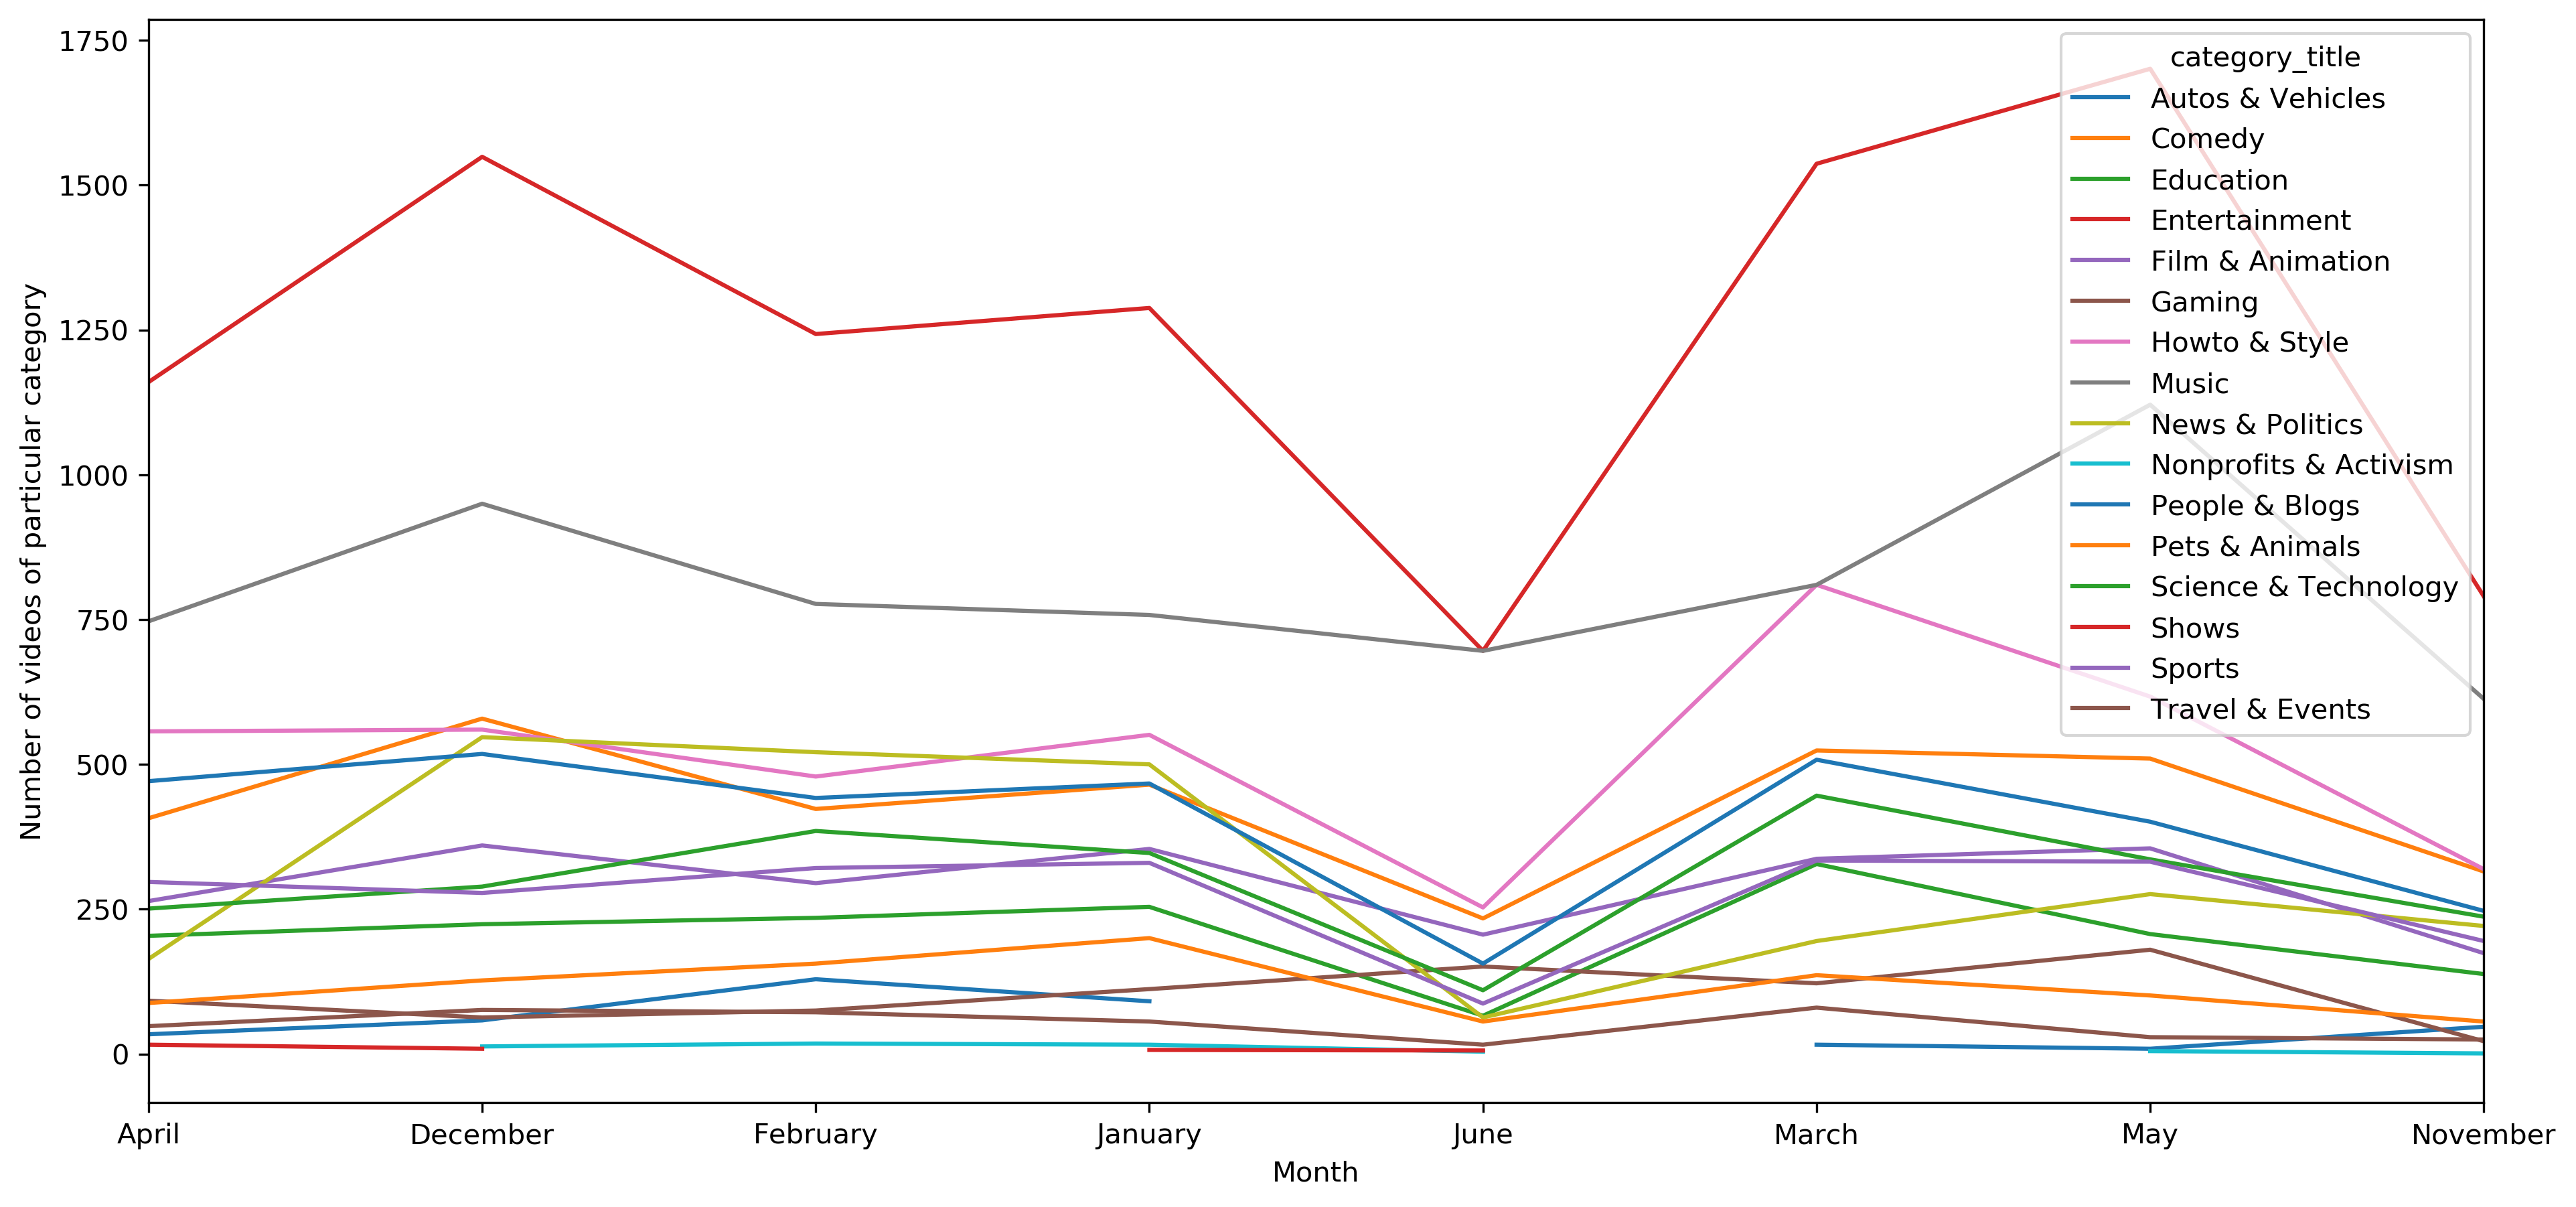 Number of videos of particular category
1750
1500
1250
1000
750
500
250
0
category_title
Autos & Vehicles
Comedy
Education
Entertainment
Film & Animation
Gaming
Howto & Style
Music
News & Politics
Nonprofits & Activism
People & Blogs
Pets & Animals
Science & Technology
Shows
Sports
Travel & Events
April December February January June March May November
Month